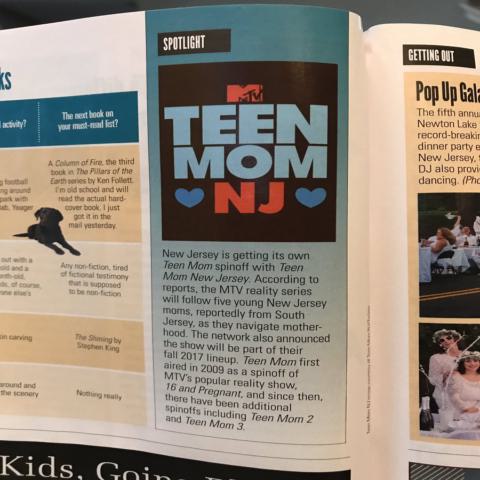 ks
activity?
The next book on
your must-read list?
g football
ng around
park with
ab, Yeager
A Column of Fire, the third
book in The Pillars of the
Earth series by Ken Follett.
I'm old school and will
read the actual hard-
cover book. I just
got it in the
mail yesterday.
out with a
old and a
nth-old,
ds, of course,
one else's
Any non-fiction, tired
of fictional testimony
that is supposed
to be non-fiction
in carving
The Shining by
Stephen King
around and
the scenery
Nothing really
SPOTLIGHT
MTV
TEEN
MOM
NJ
New Jersey is getting its own
Teen Mom spinoff with Teen
Mom New Jersey. According to
reports, the MTV reality series
will follow five young New Jersey
moms, reportedly from South
Jersey, as they navigate mother-
hood. The network also announced
the show will be part of their
fall 2017 lineup. Teen Mom first
aired in 2009 as a spinoff of
MTV's popular reality show,
16 and Pregnant, and since then,
there have been additional
spinoffs including Teen Mom 2
and Teen Mom 3.
GETTING OUT
Pop Up Gala
The fifth annua
Newton Lake
record-breakin
dinner party e
New Jersey, t
DJ also provid
dancing. (Pho
Kids, Going